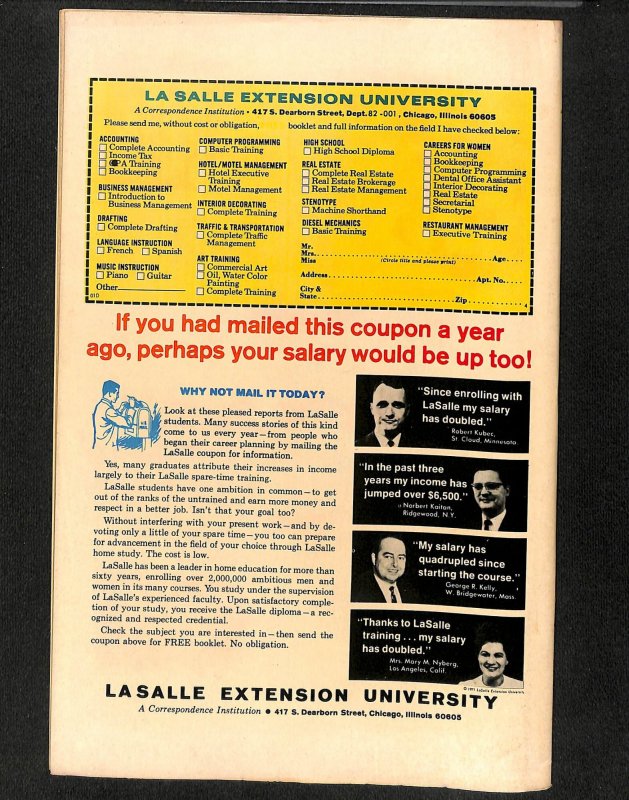 LA SALLE EXTENSION UNIVERSITY
A Correspondence Institution • 417 S. Dearborn Street, Dept. 82-001, Chicago, Illinois 60605
Please send me, without cost or obligation, booklet and full information on the field I have checked below:
ACCOUNTING
Complete Accounting
Income Tax
CPA Training
Bookkeeping
BUSINESS MANAGEMENT
Introduction to
Business Management
DRAFTING
Complete Drafting
LANGUAGE INSTRUCTION
French Spanish
MUSIC INSTRUCTION
Piano Guitar
Other
010
COMPUTER PROGRAMMING
Basic Training
HOTEL/MOTEL MANAGEMENT
Hotel Executive
Training
Motel Management
INTERIOR DECORATING
Complete Training
TRAFFIC & TRANSPORTATION
Complete Traffic
Management
ART TRAINING
Commercial Art
Oil, Water Color
Painting
Complete Training
HIGH SCHOOL
High School Diploma
REAL ESTATE
Complete Real Estate
Real Estate Brokerage
Real Estate Management
STENOTYPE
Machine Shorthand
DIESEL MECHANICS
Basic Training
CAREERS FOR WOMEN
Accounting
Bookkeeping
Computer Programming
Dental Office Assistant
Interior Decorating
Real Estate
Secretarial
Stenotype
RESTAURANT MANAGEMENT
Executive Training
Mr.
Mrs. Age
Miss (Circle title and please print)
Address Apt. No.
City &
State Zip
4
If you had mailed this coupon a year
ago, perhaps your salary would be up too!
WHY NOT MAIL IT TODAY?
Look at these pleased reports from LaSalle
students. Many success stories of this kind
come to us every year—from people who
began their career planning by mailing the
LaSalle coupon for information.
Yes, many graduates attribute their increases in income
largely to their LaSalle spare-time training.
LaSalle students have one ambition in common—to get
out of the ranks of the untrained and earn more money and
respect in a better job. Isn't that your goal too?
Without interfering with your present work—and by de-
voting only a little of your spare time—you too can prepare
for advancement in the field of your choice through LaSalle
home study. The cost is low.
LaSalle has been a leader in home education for more than
sixty years, enrolling over 2,000,000 ambitious men and
women in its many courses. You study under the supervision
of LaSalle's experienced faculty. Upon satisfactory comple-
tion of your study, you receive the LaSalle diploma—a rec-
ognized and respected credential.
Check the subject you are interested in—then send the
coupon above for FREE booklet. No obligation.
"Since enrolling with
LaSalle my salary
has doubled."
Robert Kubec,
St. Cloud, Minnesota
"In the past three
years my income has
jumped over $6,500."
Norbert Kaiton,
Ridgewood, N.Y.
"My salary has
quadrupled since
starting the course."
George R. Kelly,
W. Bridgewater, Mass.
"Thanks to LaSalle
training . . . my salary
has doubled."
Mrs. Mary M. Nyberg,
Los Angeles, Calif.
LaSalle Extension University
LASALLE EXTENSION UNIVERSITY
A Correspondence Institution • 417 S. Dearborn Street, Chicago, Illinois 60605